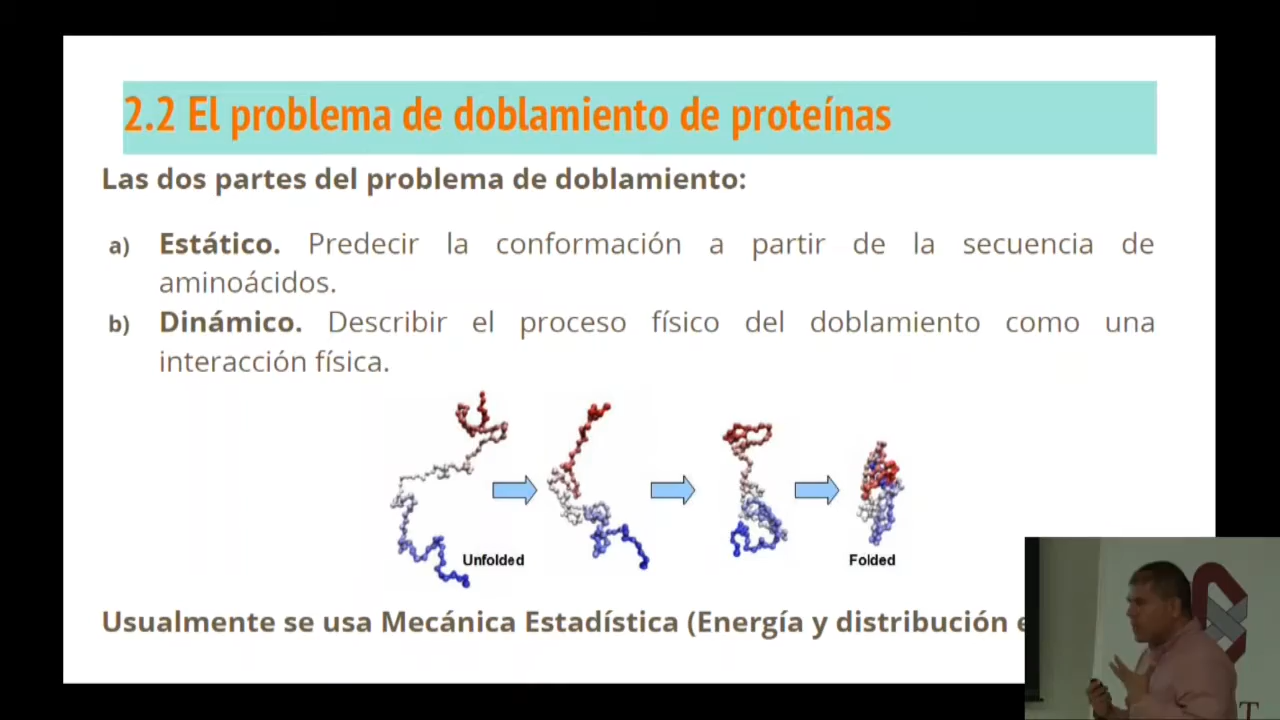 2.2 El problema de doblamiento de proteínas
Las dos partes del problema de doblamiento:
a) Estático. Predecir la conformación a partir de la secuencia de
aminoácidos.
b) Dinámico. Describir el proceso físico del doblamiento como una
interacción física.
Unfolded
Folded
Usualmente se usa Mecánica Estadística (Energía y distribución
T